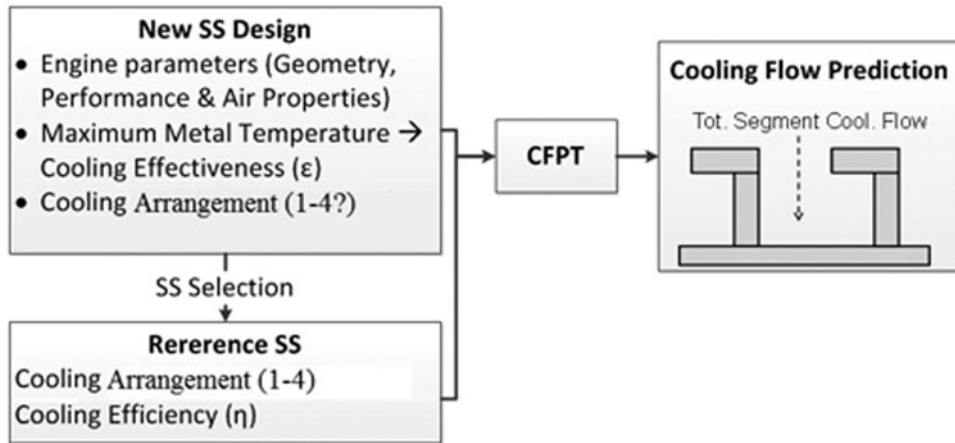 New SS Design
• Engine parameters (Geometry,
Performance & Air Properties)
• Maximum Metal Temperature →
Cooling Effectiveness (ε)
• Cooling Arrangement (1-4?)
SS Selection
Rererence SS
Cooling Arrangement (1-4)
Cooling Efficiency (η)
CFPT
Cooling Flow Prediction
Tot. Segment Cool. Flow